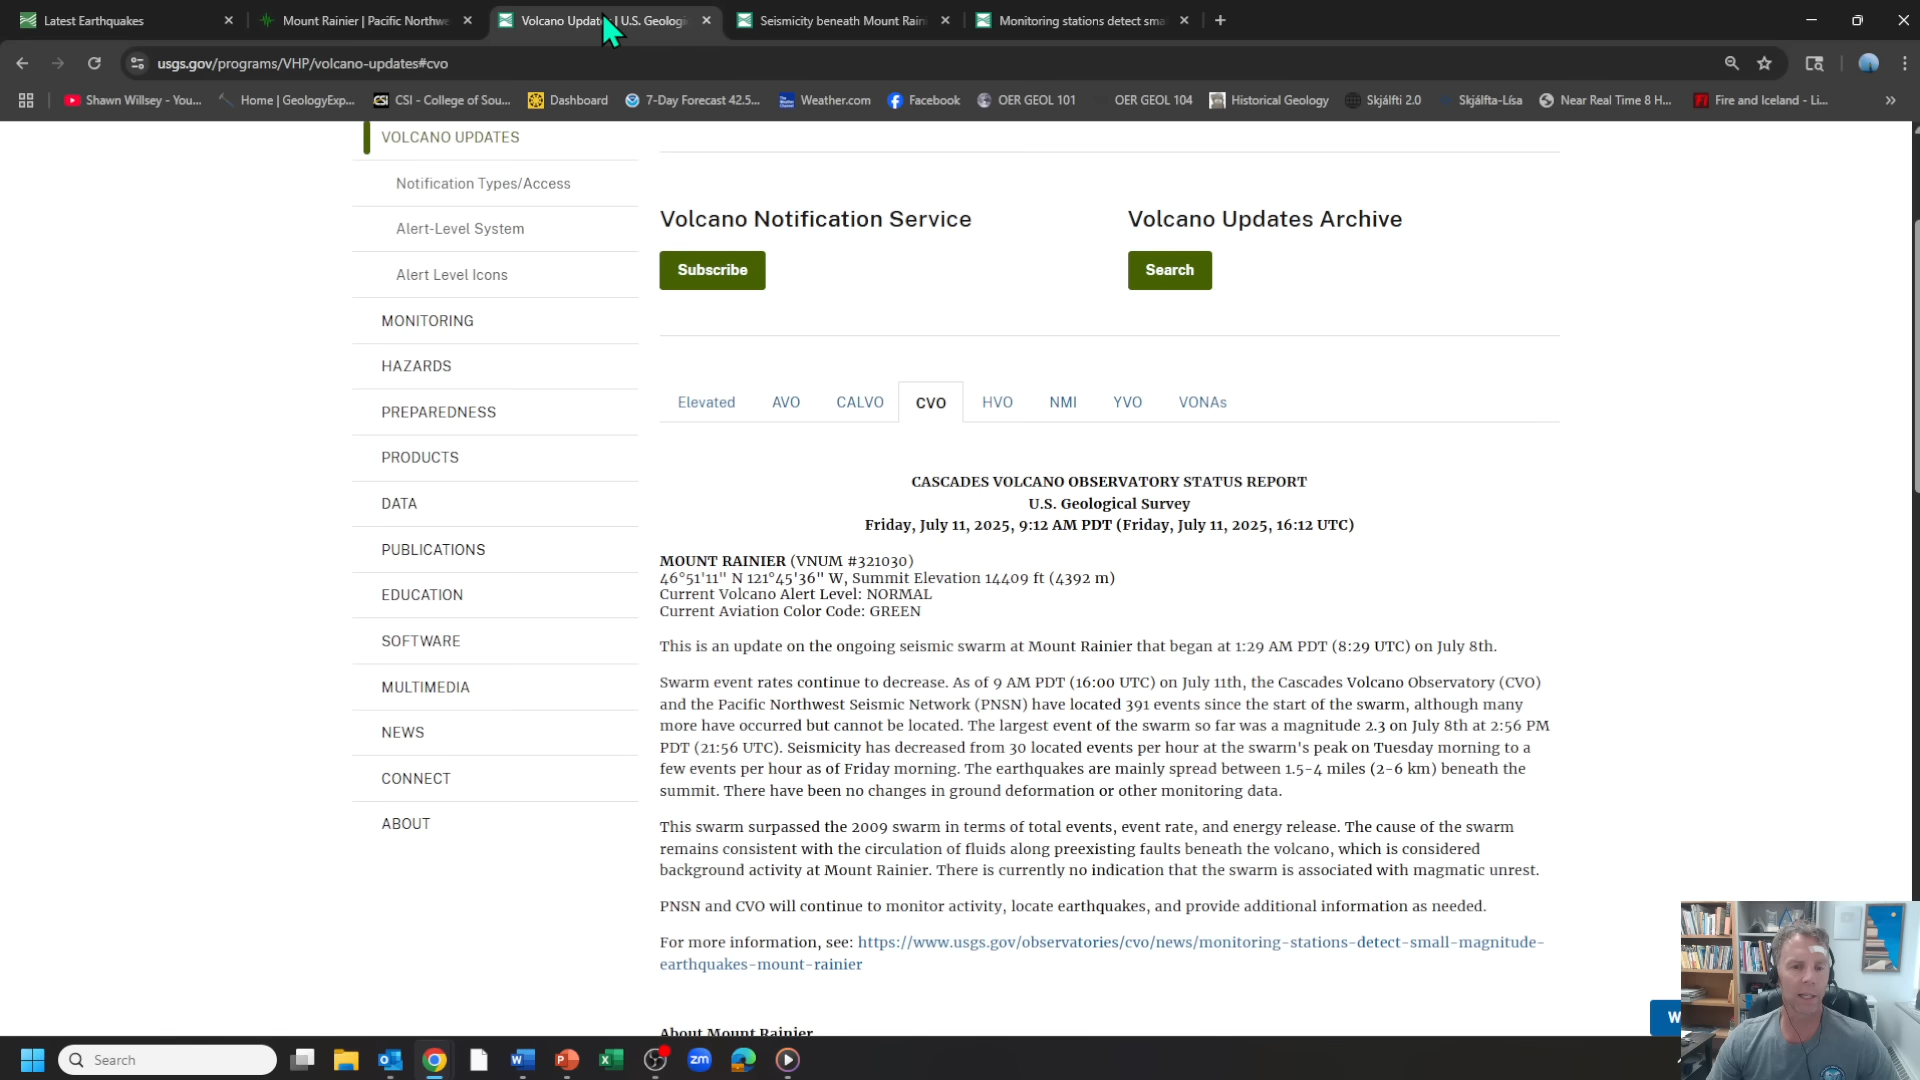 Latest Earthquakes
Mount Rainier | Pacific Northwe
Volcano Update | U.S. Geologi
Seismicity beneath Mount Raini
Monitoring stations detect sma
usgs.gov/programs/VHP/volcano-updates#cvo
Shawn Willsey - You...
Home | GeologyExp...
CSI - College of Sou...
Dashboard
7-Day Forecast 42.5...
Weather.com
Facebook
OER GEOL 101
OER GEOL 104
Historical Geology
Skjálfti 2.0
Skjálfta-Lísa
Near Real Time 8 H...
Fire and Iceland - Li...
VOLCANO UPDATES
Notification Types/Access
Alert-Level System
Alert Level Icons
MONITORING
HAZARDS
PREPAREDNESS
PRODUCTS
DATA
PUBLICATIONS
EDUCATION
SOFTWARE
MULTIMEDIA
NEWS
CONNECT
ABOUT
Volcano Notification Service
Subscribe
Volcano Updates Archive
Search
Elevated AVO CALVO CVO HVO NMI YVO VONAs
CASCADES VOLCANO OBSERVATORY STATUS REPORT
U.S. Geological Survey
Friday, July 11, 2025, 9:12 AM PDT (Friday, July 11, 2025, 16:12 UTC)
MOUNT RAINIER (VNUM #321030)
46°51'11" N 121°45'36" W, Summit Elevation 14409 ft (4392 m)
Current Volcano Alert Level: NORMAL
Current Aviation Color Code: GREEN
This is an update on the ongoing seismic swarm at Mount Rainier that began at 1:29 AM PDT (8:29 UTC) on July 8th.
Swarm event rates continue to decrease. As of 9 AM PDT (16:00 UTC) on July 11th, the Cascades Volcano Observatory (CVO)
and the Pacific Northwest Seismic Network (PNSN) have located 391 events since the start of the swarm, although many
more have occurred but cannot be located. The largest event of the swarm so far was a magnitude 2.3 on July 8th at 2:56 PM
PDT (21:56 UTC). Seismicity has decreased from 30 located events per hour at the swarm's peak on Tuesday morning to a
few events per hour as of Friday morning. The earthquakes are mainly spread between 1.5-4 miles (2-6 km) beneath the
summit. There have been no changes in ground deformation or other monitoring data.
This swarm surpassed the 2009 swarm in terms of total events, event rate, and energy release. The cause of the swarm
remains consistent with the circulation of fluids along preexisting faults beneath the volcano, which is considered
background activity at Mount Rainier. There is currently no indication that the swarm is associated with magmatic unrest.
PNSN and CVO will continue to monitor activity, locate earthquakes, and provide additional information as needed.
For more information, see: https://www.usgs.gov/observatories/cvo/news/monitoring-stations-detect-small-magnitude-
earthquakes-mount-rainier
About Mount Rainier
W
Search
zm